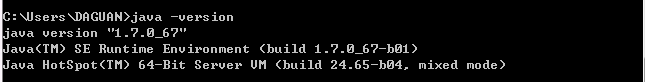 C:\Users\DAGUAN>java -version
java version "1.7.0_67"
Java(TM) SE Runtime Environment (build 1.7.0_67-b01)
Java HotSpot(TM) 64-Bit Server VM (build 24.65-b04, mixed mode)